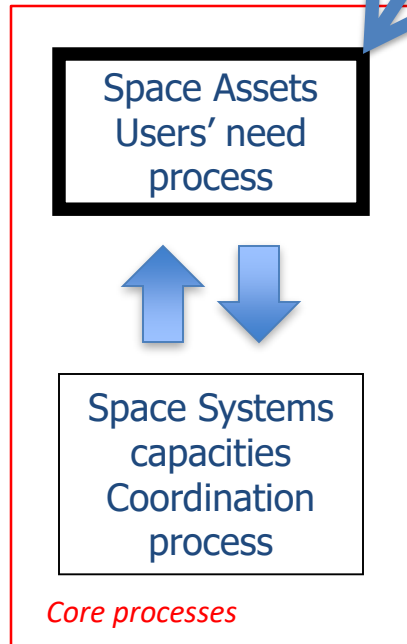 Space Assets
Users’ need
process
Space Systems
capacities
Coordination
process
Core processes